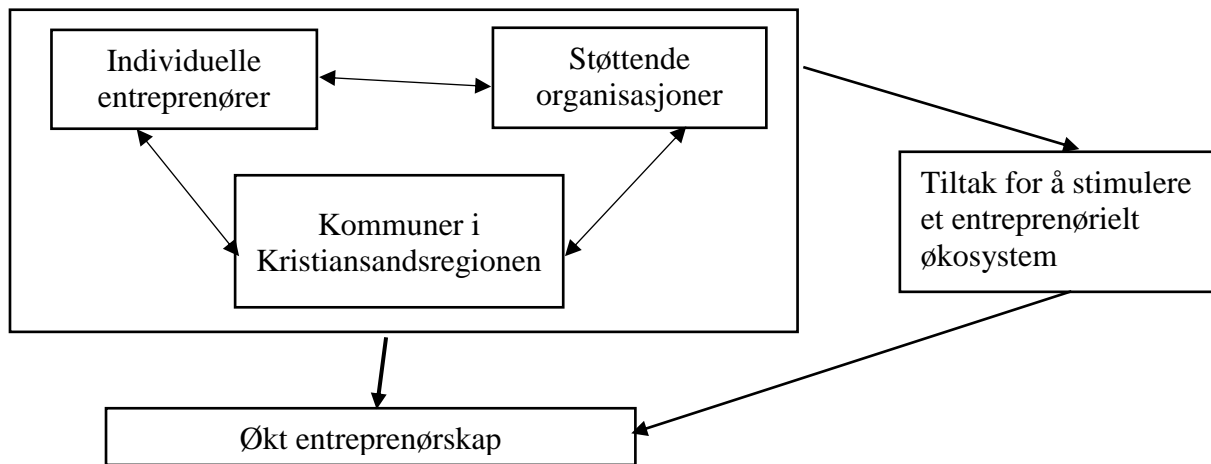 Individuelle
entreprenører
Støttende
organisasjoner
Kommuner i
Kristiansandsregionen
Tiltak for å stimulere
et entreprenørielt
økosystem
Økt entreprenørskap